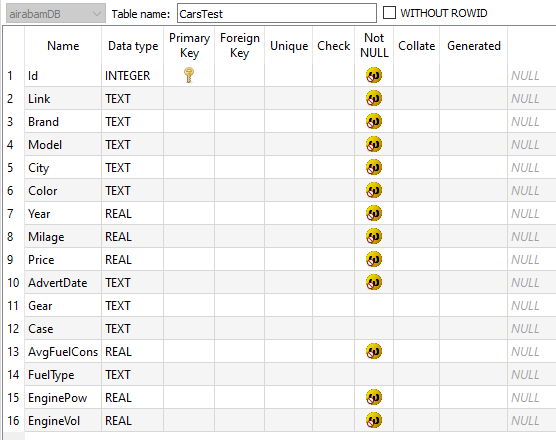 airabamDB Table name: CarsTest WITHOUT ROWID
Name Data type Primary Key Foreign Key Unique Check Not NULL Collate Generated
1 Id INTEGER NULL
2 Link TEXT NULL
3 Brand TEXT NULL
4 Model TEXT NULL
5 City TEXT NULL
6 Color TEXT NULL
7 Year REAL NULL
8 Milage REAL NULL
9 Price REAL NULL
10 AdvertDate TEXT NULL
11 Gear TEXT NULL
12 Case TEXT NULL
13 AvgFuelCons REAL NULL
14 FuelType TEXT NULL
15 EnginePow REAL NULL
16 EngineVol REAL NULL